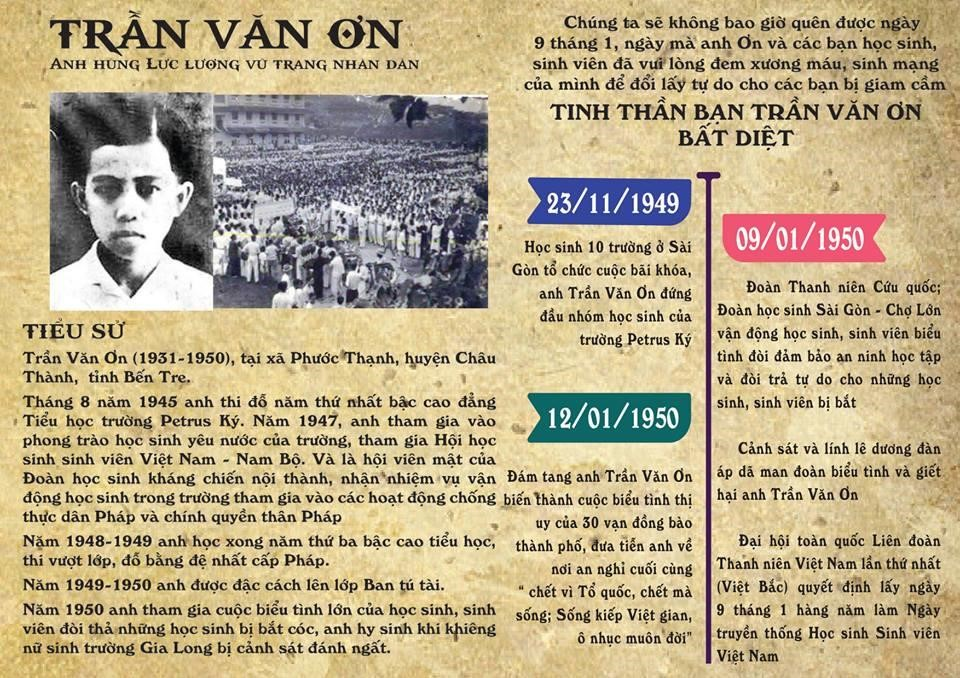 TRẦN VĂN ƠN
ANH HÙNG LỰC LƯỢNG VŨ TRANG NHÂN DÂN
TIỂU SỬ
Trần Văn Ơn (1931-1950), tại xã Phước Thạnh, huyện Châu
Thành, tỉnh Bến Tre.
Tháng 8 năm 1945 anh thi đỗ năm thứ nhất bậc cao đẳng
Tiểu học trường Petrus Ký. Năm 1947, anh tham gia vào
phong trào học sinh yêu nước của trường, tham gia Hội học
sinh sinh viên Việt Nam - Nam Bộ. Và là hội viên mật của
Đoàn học sinh kháng chiến nội thành, nhận nhiệm vụ vận
động học sinh trong trường tham gia vào các hoạt động chống
thực dân Pháp và chính quyền thân Pháp
Năm 1948-1949 anh học xong năm thứ ba bậc cao tiểu học,
thi vượt lớp, đỗ bằng đệ nhất cấp Pháp.
Năm 1949-1950 anh được đặc cách lên lớp Ban tú tài.
Năm 1950 anh tham gia cuộc biểu tình lớn của học sinh, sinh
viên đòi thả những học sinh bị bắt cóc, anh hy sinh khi khiêng
nữ sinh trường Gia Long bị cảnh sát đánh ngất.
Chúng ta sẽ không bao giờ quên được ngày
9 tháng 1, ngày mà anh Ơn và các bạn học sinh,
sinh viên đã vui lòng đem xương máu, sinh mạng
của mình để đổi lấy tự do cho các bạn bị giam cầm
TINH THẦN BẠN TRẦN VĂN ƠN
BẤT DIỆT
23/11/1949
Học sinh 10 trường ở Sài
Gòn tổ chức cuộc bãi khóa,
anh Trần Văn Ơn đứng
đầu nhóm học sinh của
trường Petrus Ký
09/01/1950
Đoàn Thanh niên Cứu quốc;
Đoàn học sinh Sài Gòn - Chợ Lớn
vận động học sinh, sinh viên biểu
tình đòi đảm bảo an ninh học tập
và đòi trả tự do cho những học
sinh, sinh viên bị bắt
Cảnh sát và lính lê dương đàn
áp dã man đoàn biểu tình và giết
hại anh Trần Văn Ơn
Đại hội toàn quốc Liên đoàn
Thanh niên Việt Nam lần thứ nhất
(Việt Bắc) quyết định lấy ngày
9 tháng 1 hàng năm làm Ngày
truyền thống Học sinh Sinh viên
Việt Nam
12/01/1950
Đám tang anh Trần Văn Ơn
biến thành cuộc biểu tình thị
uy của 30 vạn đồng bào
thành phố, đưa tiễn anh về
nơi an nghỉ cuối cùng
“ chết vì Tổ quốc, chết mà
sống; Sống kiếp Việt gian,
ô nhục muôn đời”